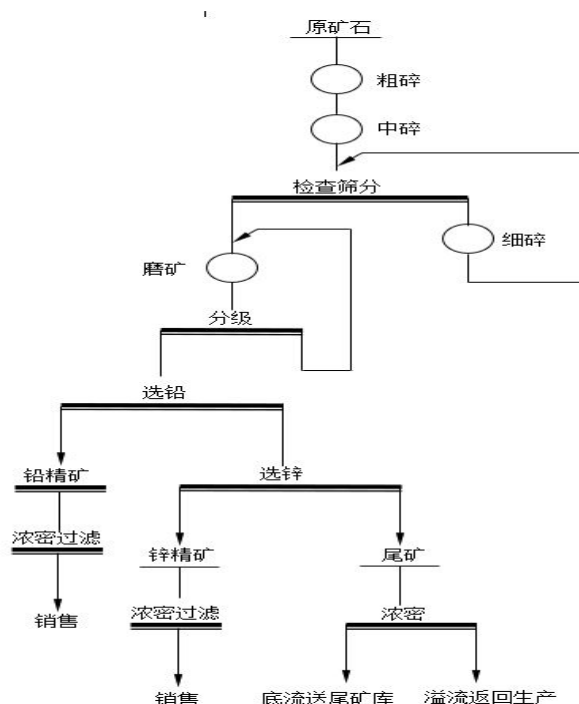 原矿石
粗碎
中碎
检查筛分
细碎
磨矿
分级
选铅
铅精矿
选锌
浓密过滤
锌精矿
尾矿
销售
浓密过滤
浓密
销售
底流送尾矿库
溢流返回生产